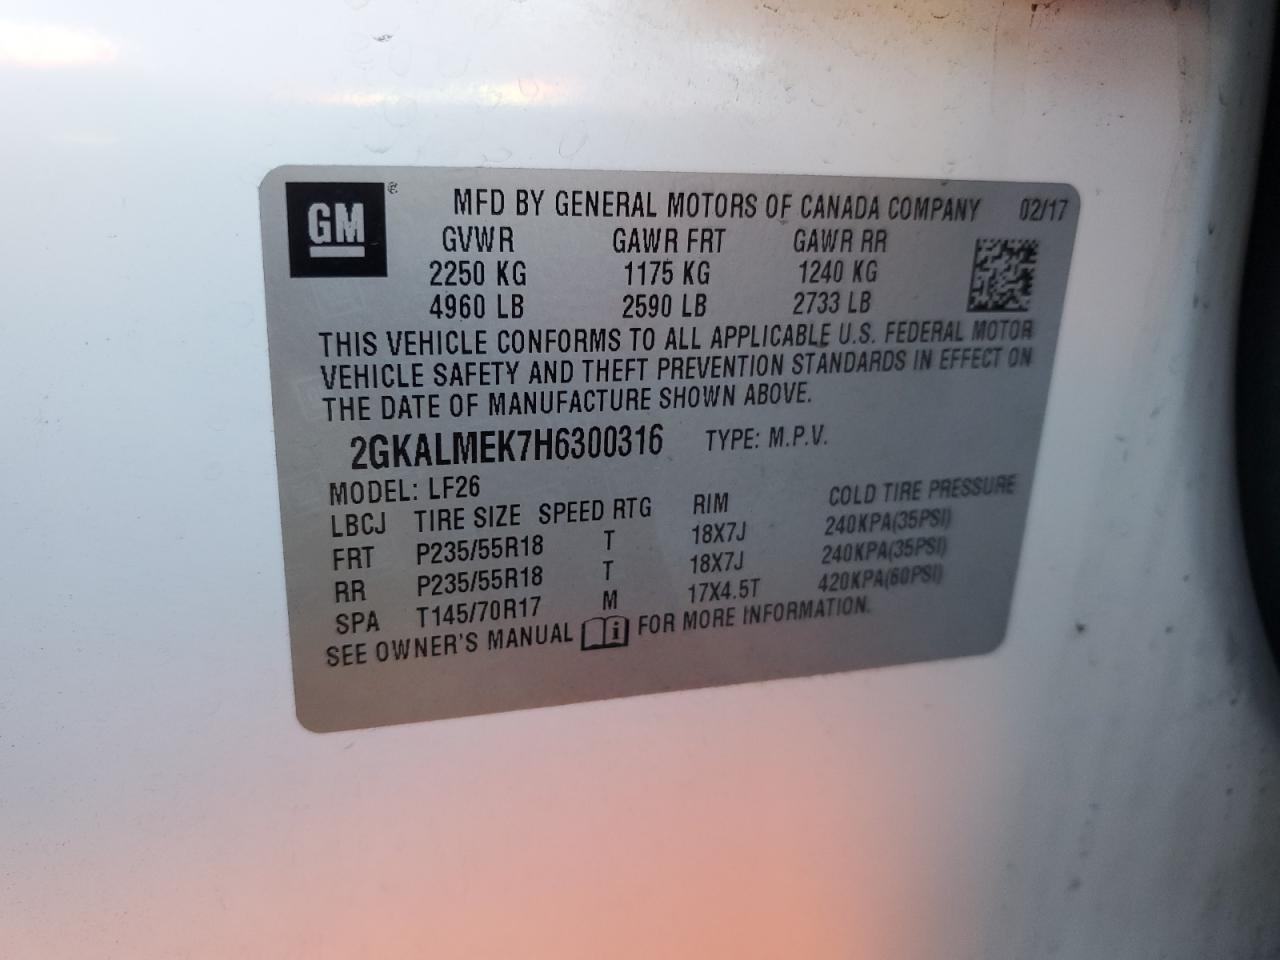 GM ®
MFD BY GENERAL MOTORS OF CANADA COMPANY 02/17
GVWR GAWR FRT GAWR RR
2250 KG 1175 KG 1240 KG
4960 LB 2590 LB 2733 LB
THIS VEHICLE CONFORMS TO ALL APPLICABLE U.S. FEDERAL MOTOR
VEHICLE SAFETY AND THEFT PREVENTION STANDARDS IN EFFECT ON
THE DATE OF MANUFACTURE SHOWN ABOVE.
2GKALMEK7H6300316 TYPE: M.P.V.
MODEL: LF26
LBCJ TIRE SIZE SPEED RTG RIM COLD TIRE PRESSURE
FRT P235/55R18 T 18X7J 240KPA(35PSI)
RR P235/55R18 T 18X7J 240KPA(35PSI)
SPA T145/70R17 M 17X4.5T 420KPA(60PSI)
SEE OWNER'S MANUAL i FOR MORE INFORMATION.